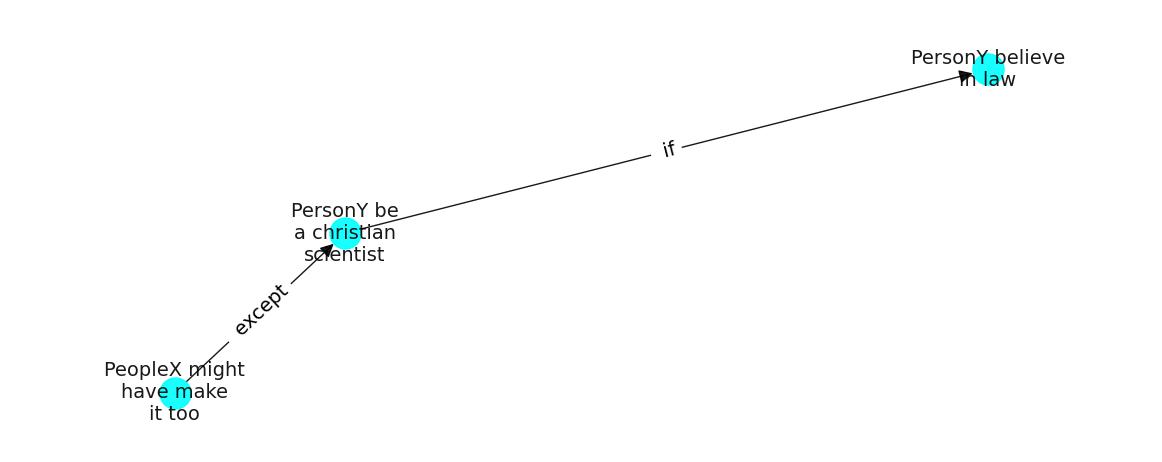 PersonY believe
in law
if
PersonY be
a christian
scientist
except
PeopleX might
have make
it too